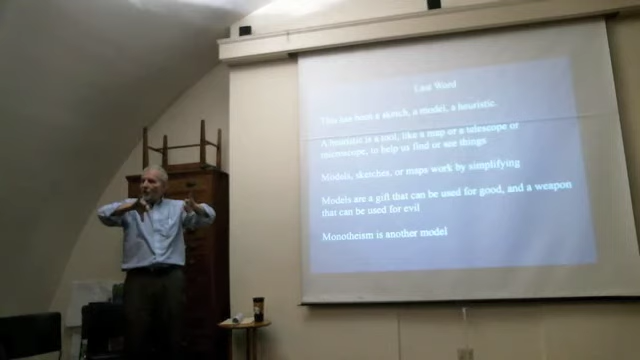 Last Word
This has been a sketch, a model, a heuristic.
A heuristic is a tool, like a map or a telescope or
microscope, to help us find or see things
Models, sketches, or maps work by simplifying
Models are a gift that can be used for good, and a weapon
that can be used for evil
Monotheism is another model